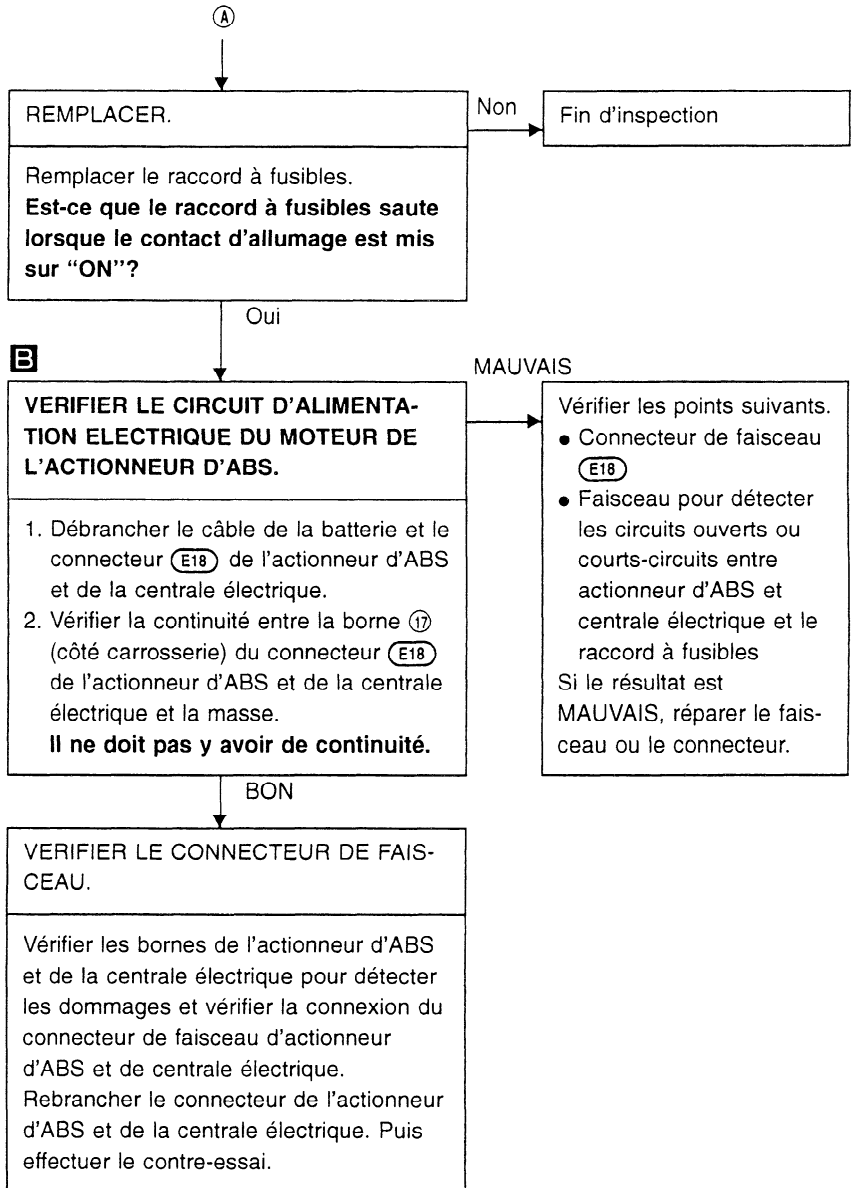 Ⓐ
REMPLACER.
Remplacer le raccord à fusibles.
Est-ce que le raccord à fusibles saute
lorsque le contact d'allumage est mis
sur "ON"?
Non
Fin d'inspection
Oui
B
VERIFIER LE CIRCUIT D'ALIMENTA-
TION ELECTRIQUE DU MOTEUR DE
L'ACTIONNEUR D'ABS.
1. Débrancher le câble de la batterie et le
connecteur E18 de l'actionneur d'ABS
et de la centrale électrique.
2. Vérifier la continuité entre la borne ⑰
(côté carrosserie) du connecteur E18
de l'actionneur d'ABS et de la centrale
électrique et la masse.
Il ne doit pas y avoir de continuité.
MAUVAIS
Vérifier les points suivants.
● Connecteur de faisceau
E18
● Faisceau pour détecter
les circuits ouverts ou
courts-circuits entre
actionneur d'ABS et
centrale électrique et le
raccord à fusibles
Si le résultat est
MAUVAIS, réparer le fais-
ceau ou le connecteur.
BON
VERIFIER LE CONNECTEUR DE FAIS-
CEAU.
Vérifier les bornes de l'actionneur d'ABS
et de la centrale électrique pour détecter
les dommages et vérifier la connexion du
connecteur de faisceau d'actionneur
d'ABS et de centrale électrique.
Rebrancher le connecteur de l'actionneur
d'ABS et de la centrale électrique. Puis
effectuer le contre-essai.